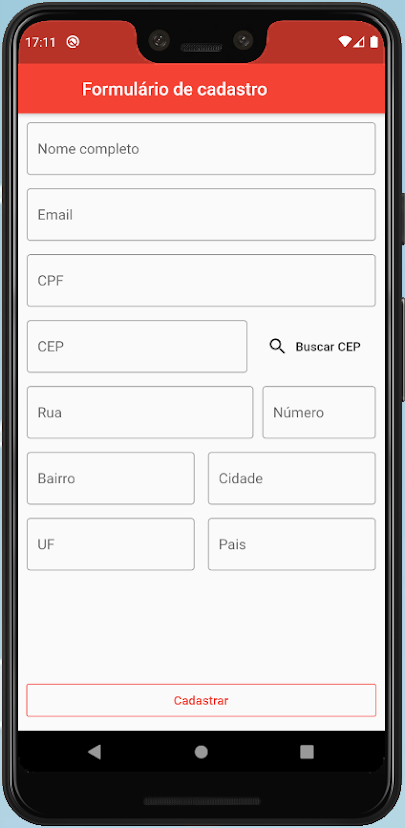 17:11
Formulário de cadastro
Nome completo
Email
CPF
CEP
Buscar CEP
Rua
Número
Bairro
Cidade
UF
Pais
Cadastrar